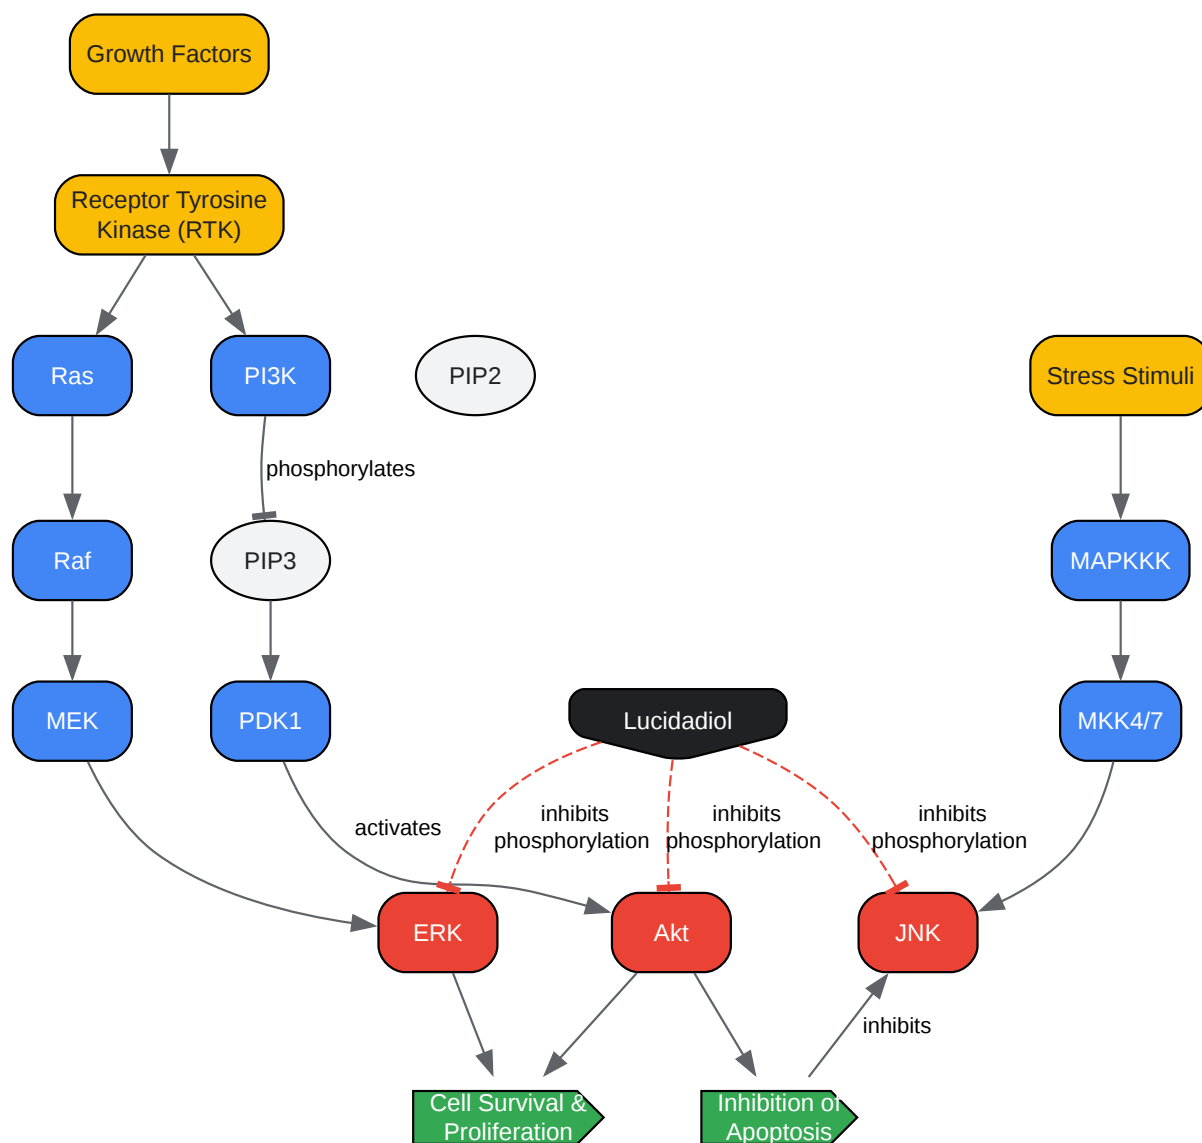 Growth Factors
Receptor Tyrosine
Kinase (RTK)
Ras
PI3K
PIP2
Stress Stimuli
phosphorylates
Raf
PIP3
MAPKKK
MEK
PDK1
Lucidadiol
MKK4/7
activates
inhibits
phosphorylation
inhibits
phosphorylation
inhibits
phosphorylation
ERK
Akt
JNK
inhibits
Cell Survival &
Proliferation
Inhibition of
Apoptosis